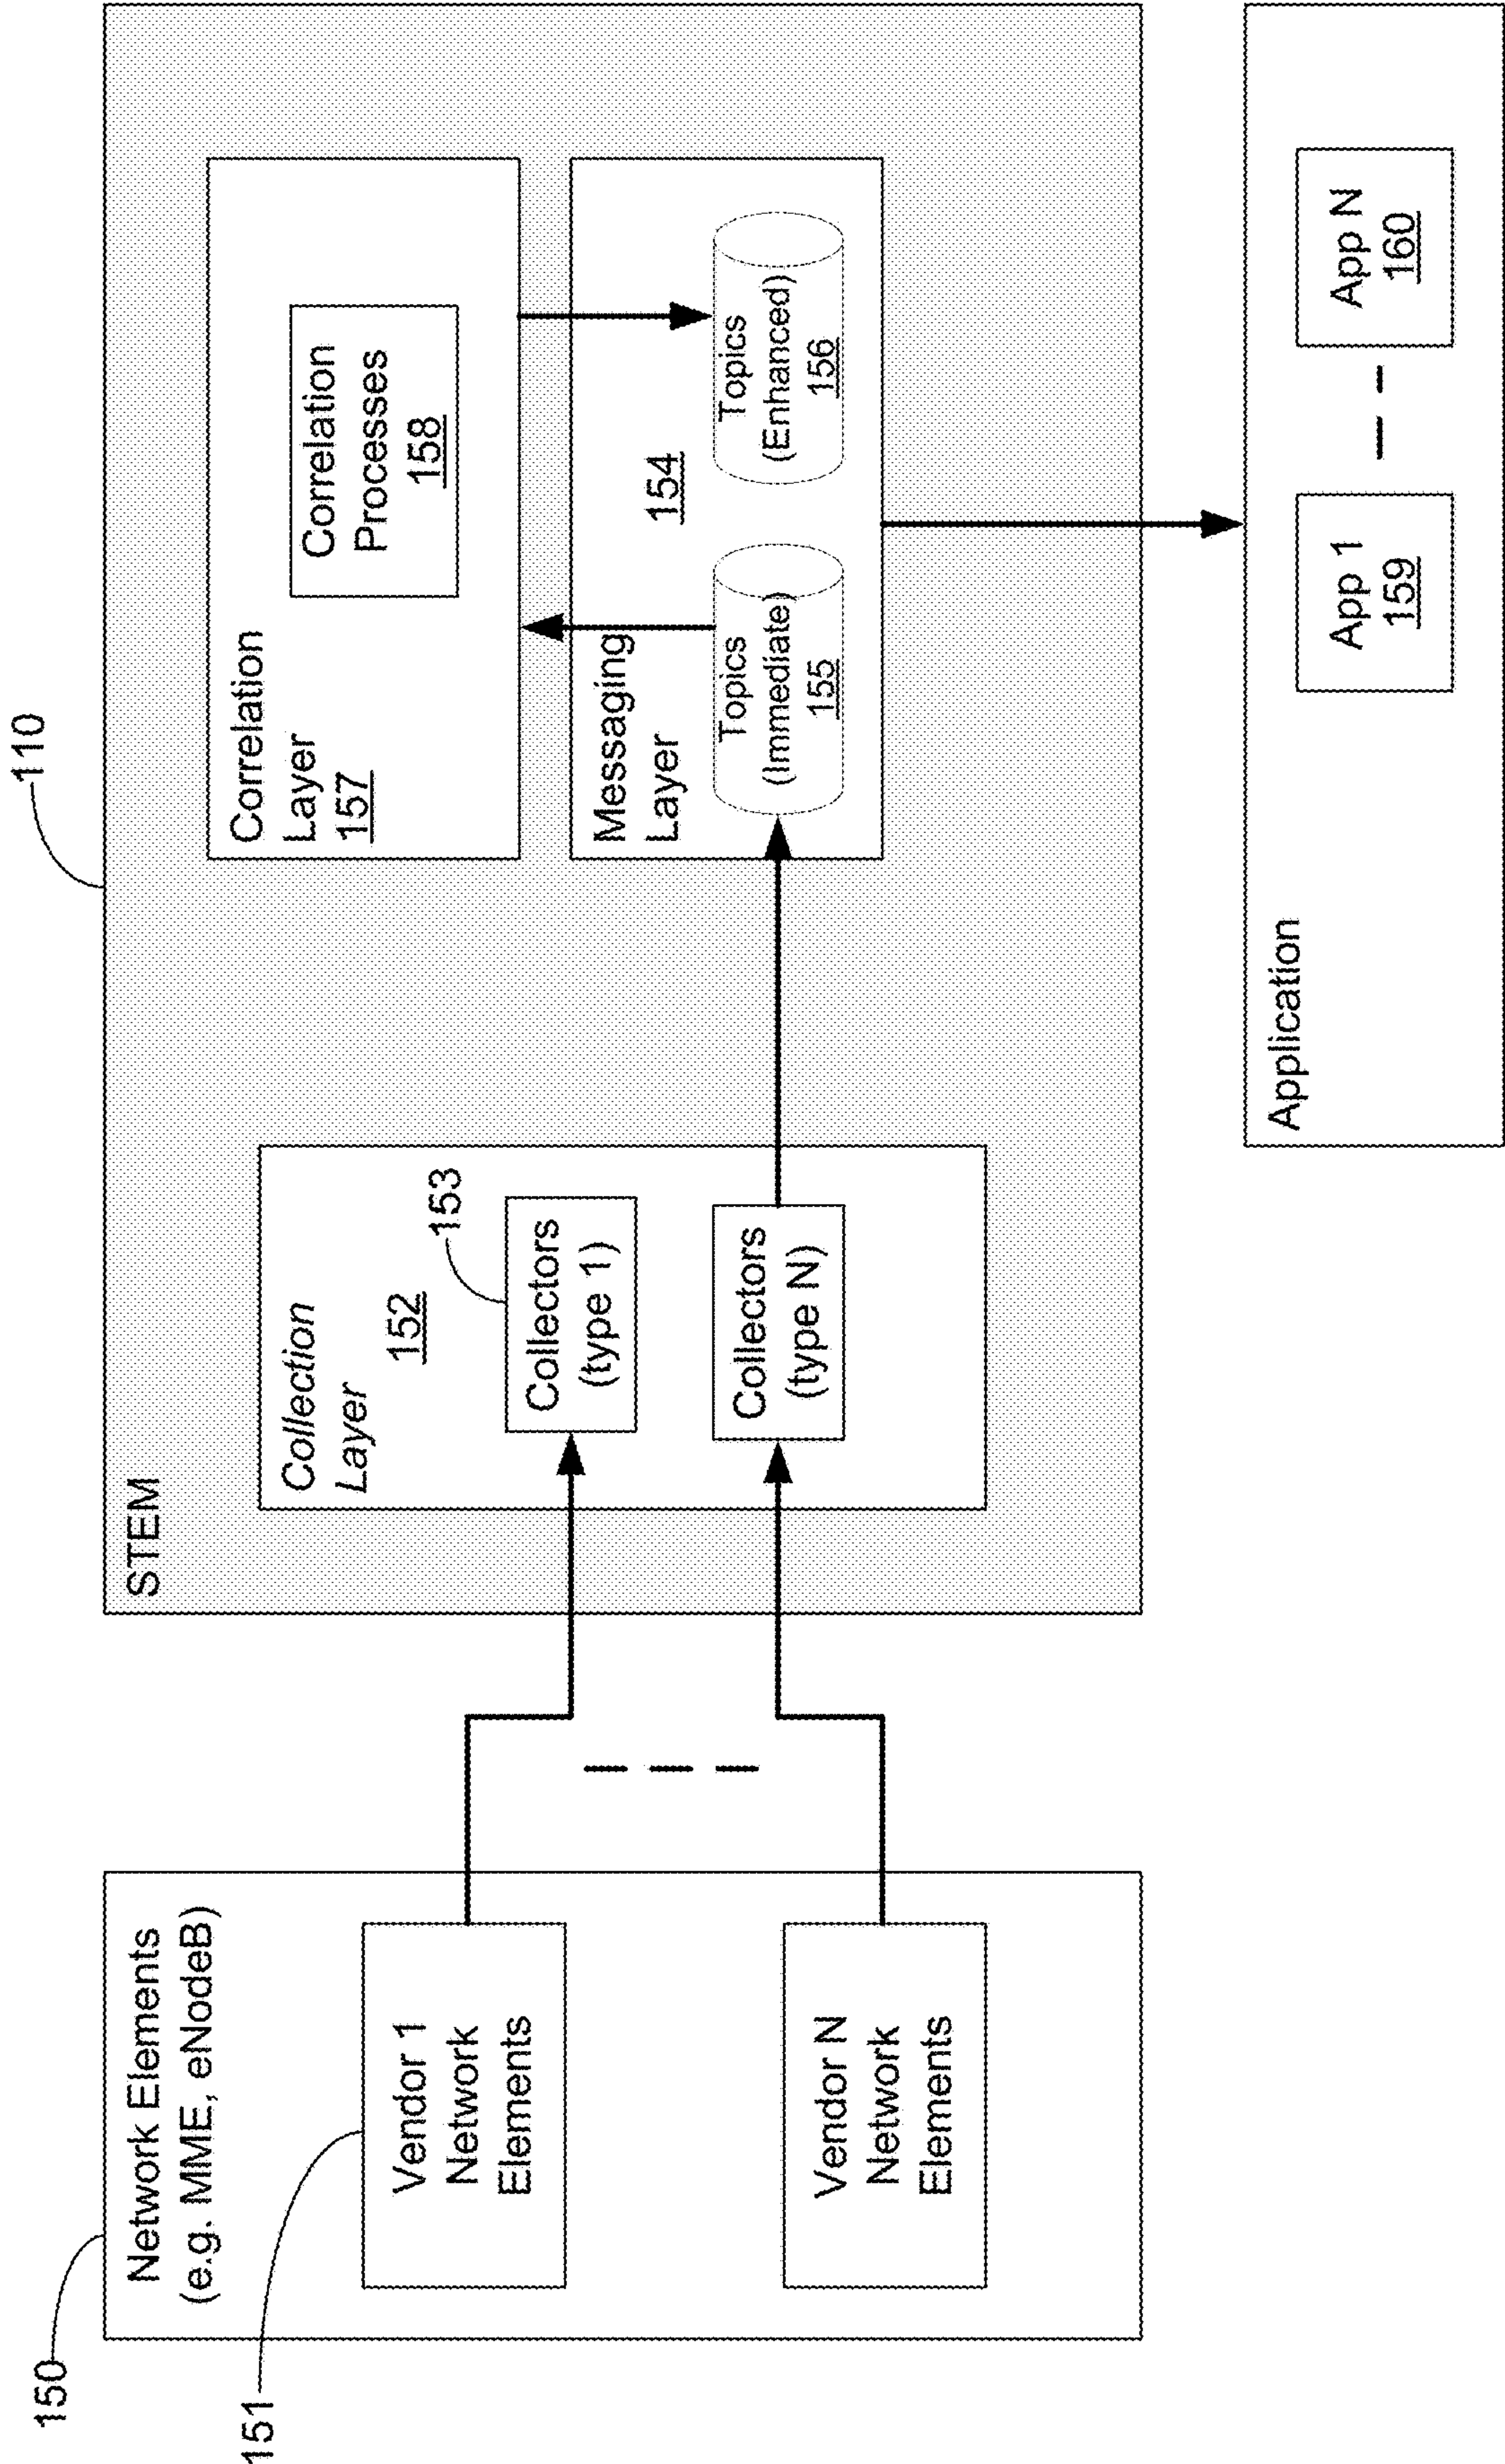 110
150
Network Elements
(e.g. MME, eNodeB)
151
Vendor 1
Network
Elements
Vendor N
Network
Elements
STEM
Collection
Layer
152
153
Collectors
(type 1)
Collectors
(type N)
Correlation
Layer
157
Correlation
Processes
158
Messaging
Layer
154
Topics
(Immediate)
155
Topics
(Enhanced)
156
Application
App 1
159
App N
160